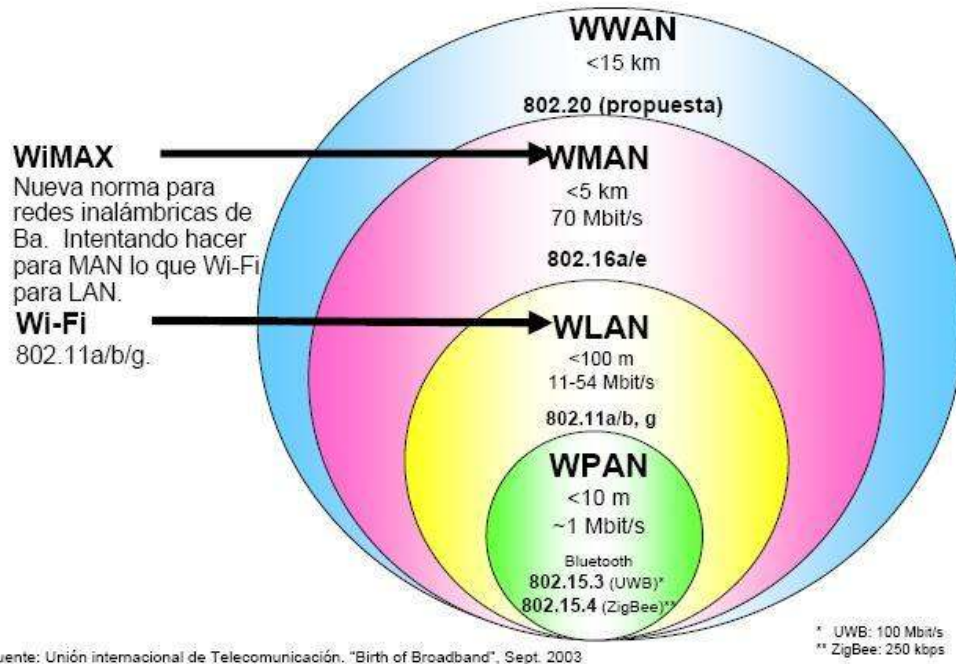 WWAN
<15 km
802.20 (propuesta)
WiMAX
Nueva norma para
redes inalámbricas de
Ba. Intentando hacer
para MAN lo que Wi-Fi
para LAN.
Wi-Fi
802.11a/b/g.
WMAN
<5 km
70 Mbit/s
802.16a/e
WLAN
<100 m
11-54 Mbit/s
802.11a/b, g
WPAN
<10 m
~1 Mbit/s
Bluetooth
802.15.3 (UWB)*
802.15.4 (ZigBee)**
* UWB: 100 Mbit/s
** ZigBee: 250 kbps
uente: Unión internacional de Telecomunicación. "Birth of Broadband", Sept. 2003